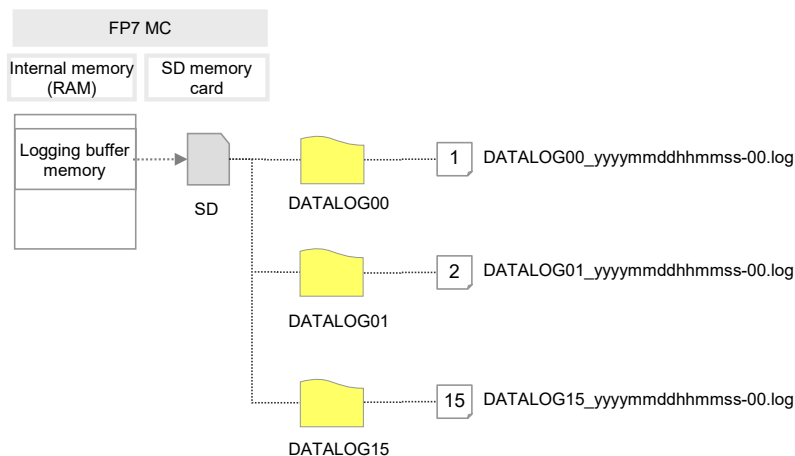 FP7 MC
Internal memory
(RAM)
SD memory
card
Logging buffer
memory
SD
DATALOG00
1
DATALOG00_yyyymmddhhmmss-00.log
DATALOG01
2
DATALOG01_yyyymmddhhmmss-00.log
DATALOG15
15
DATALOG15_yyyymmddhhmmss-00.log